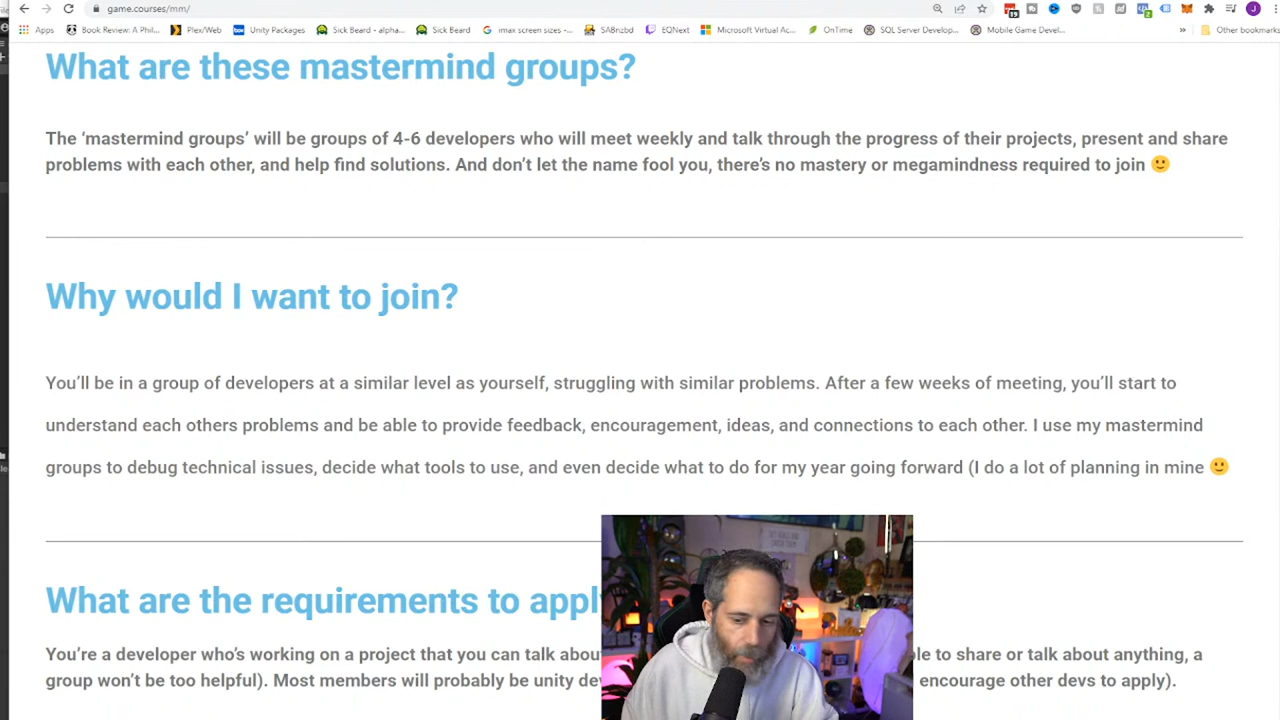 game.courses/mm/
19
2
J
Apps
Book Review: A Phil...
Plex/Web
Unity Packages
Sick Beard - alpha...
Sick Beard
imax screen sizes -...
SABnzbd
EQNext
Microsoft Virtual Ac...
OnTime
SQL Server Develop...
Mobile Game Devel...
»
Other bookmarks
What are these mastermind groups?
The ‘mastermind groups’ will be groups of 4-6 developers who will meet weekly and talk through the progress of their projects, present and share
problems with each other, and help find solutions. And don’t let the name fool you, there’s no mastery or megamindness required to join 🙂
Why would I want to join?
You’ll be in a group of developers at a similar level as yourself, struggling with similar problems. After a few weeks of meeting, you’ll start to
understand each others problems and be able to provide feedback, encouragement, ideas, and connections to each other. I use my mastermind
groups to debug technical issues, decide what tools to use, and even decide what to do for my year going forward (I do a lot of planning in mine 🙂
What are the requirements to apply
You’re a developer who’s working on a project that you can talk abou le to share or talk about anything, a
group won’t be too helpful). Most members will probably be unity de encourage other devs to apply).